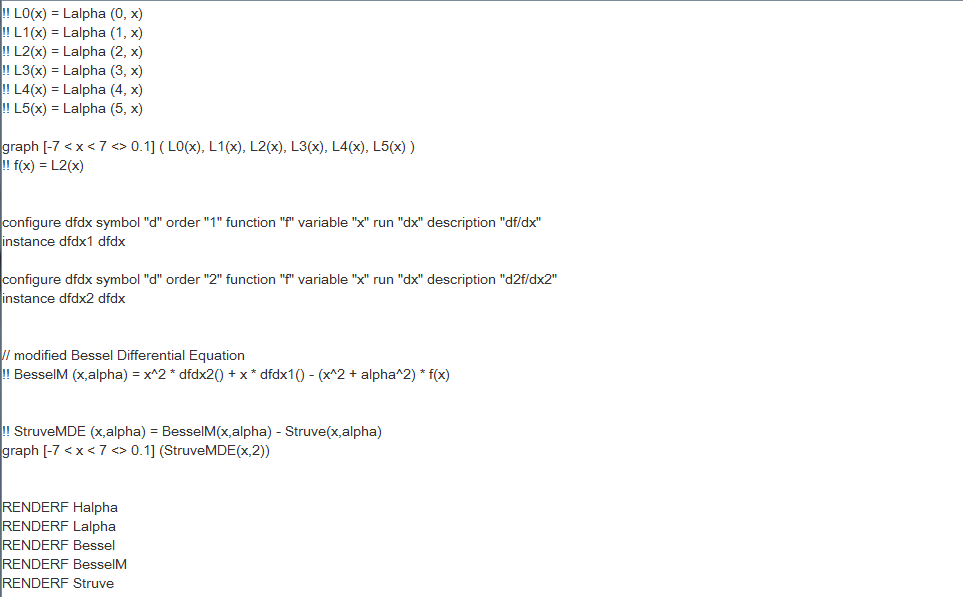 !! L0(x) = Lalpha (0, x)
!! L1(x) = Lalpha (1, x)
!! L2(x) = Lalpha (2, x)
!! L3(x) = Lalpha (3, x)
!! L4(x) = Lalpha (4, x)
!! L5(x) = Lalpha (5, x)
graph [-7 < x < 7 <> 0.1] ( L0(x), L1(x), L2(x), L3(x), L4(x), L5(x) )
!! f(x) = L2(x)
configure dfdx symbol "d" order "1" function "f" variable "x" run "dx" description "df/dx"
instance dfdx1 dfdx
configure dfdx symbol "d" order "2" function "f" variable "x" run "dx" description "d2f/dx2"
instance dfdx2 dfdx
// modified Bessel Differential Equation
!! BesselM (x,alpha) = x^2 * dfdx2() + x * dfdx1() - (x^2 + alpha^2) * f(x)
!! StruveMDE (x,alpha) = BesselM(x,alpha) - Struve(x,alpha)
graph [-7 < x < 7 <> 0.1] (StruveMDE(x,2))
RENDERF Halpha
RENDERF Lalpha
RENDERF Bessel
RENDERF BesselM
RENDERF Struve